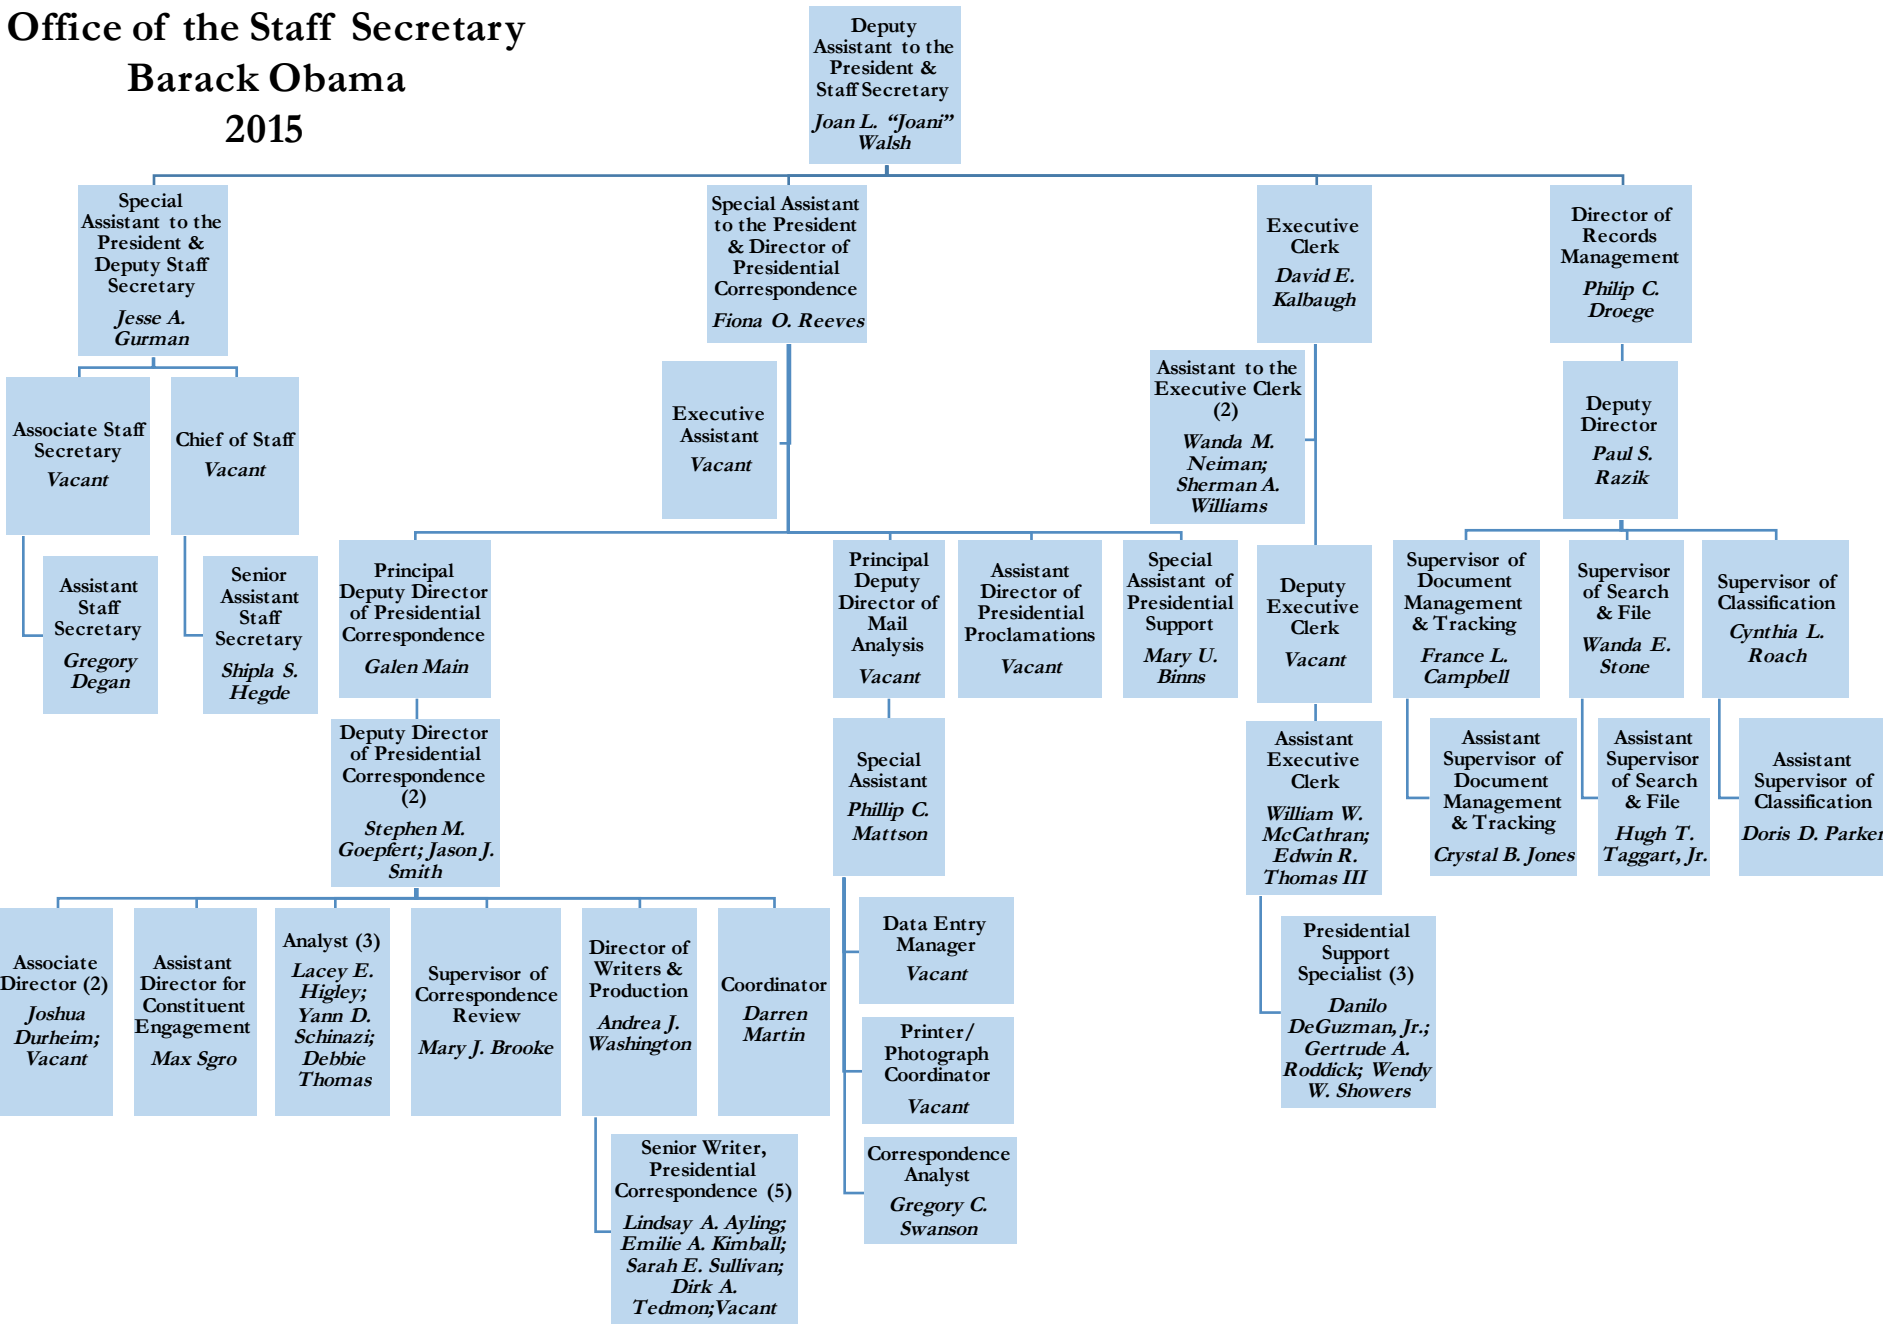 Office of the Staff Secretary
Barack Obama
2015
Deputy
Assistant to the
President &
Staff Secretary
Joan L. “Joani”
Walsh
Special
Assistant to the
President &
Deputy Staff
Secretary
Jesse A.
Gurman
Special Assistant
to the President
& Director of
Presidential
Correspondence
Fiona O. Reeves
Executive
Clerk
David E.
Kalbaugh
Director of
Records
Management
Philip C.
Droege
Associate Staff
Secretary
Vacant
Chief of Staff
Vacant
Executive
Assistant
Vacant
Assistant to the
Executive Clerk
(2)
Wanda M.
Neiman;
Sherman A.
Williams
Deputy
Director
Paul S.
Razik
Assistant
Staff
Secretary
Gregory
Degan
Senior
Assistant
Staff
Secretary
Shipla S.
Hegde
Principal
Deputy Director
of Presidential
Correspondence
Galen Main
Principal
Deputy
Director of
Mail
Analysis
Vacant
Assistant
Director of
Presidential
Proclamations
Vacant
Special
Assistant of
Presidential
Support
Mary U.
Binns
Deputy
Executive
Clerk
Vacant
Supervisor of
Document
Management
& Tracking
France L.
Campbell
Supervisor
of Search
& File
Wanda E.
Stone
Supervisor of
Classification
Cynthia L.
Roach
Deputy Director
of Presidential
Correspondence
(2)
Stephen M.
Goepfert; Jason J.
Smith
Special
Assistant
Phillip C.
Mattson
Assistant
Executive
Clerk
William W.
McCathran;
Edwin R.
Thomas III
Assistant
Supervisor of
Document
Management
& Tracking
Crystal B. Jones
Assistant
Supervisor
of Search
& File
Hugh T.
Taggart, Jr.
Assistant
Supervisor of
Classification
Doris D. Parker
Associate
Director (2)
Joshua
Durheim;
Vacant
Assistant
Director for
Constituent
Engagement
Max Sgro
Analyst (3)
Lacey E.
Higley;
Yann D.
Schinazi;
Debbie
Thomas
Supervisor of
Correspondence
Review
Mary J. Brooke
Director of
Writers &
Production
Andrea J.
Washington
Coordinator
Darren
Martin
Data Entry
Manager
Vacant
Printer/
Photograph
Coordinator
Vacant
Correspondence
Analyst
Gregory C.
Swanson
Presidential
Support
Specialist (3)
Danilo
DeGuzman, Jr.;
Gertrude A.
Roddick; Wendy
W. Showers
Senior Writer,
Presidential
Correspondence (5)
Lindsay A. Ayling;
Emilie A. Kimball;
Sarah E. Sullivan;
Dirk A.
Tedmon;Vacant